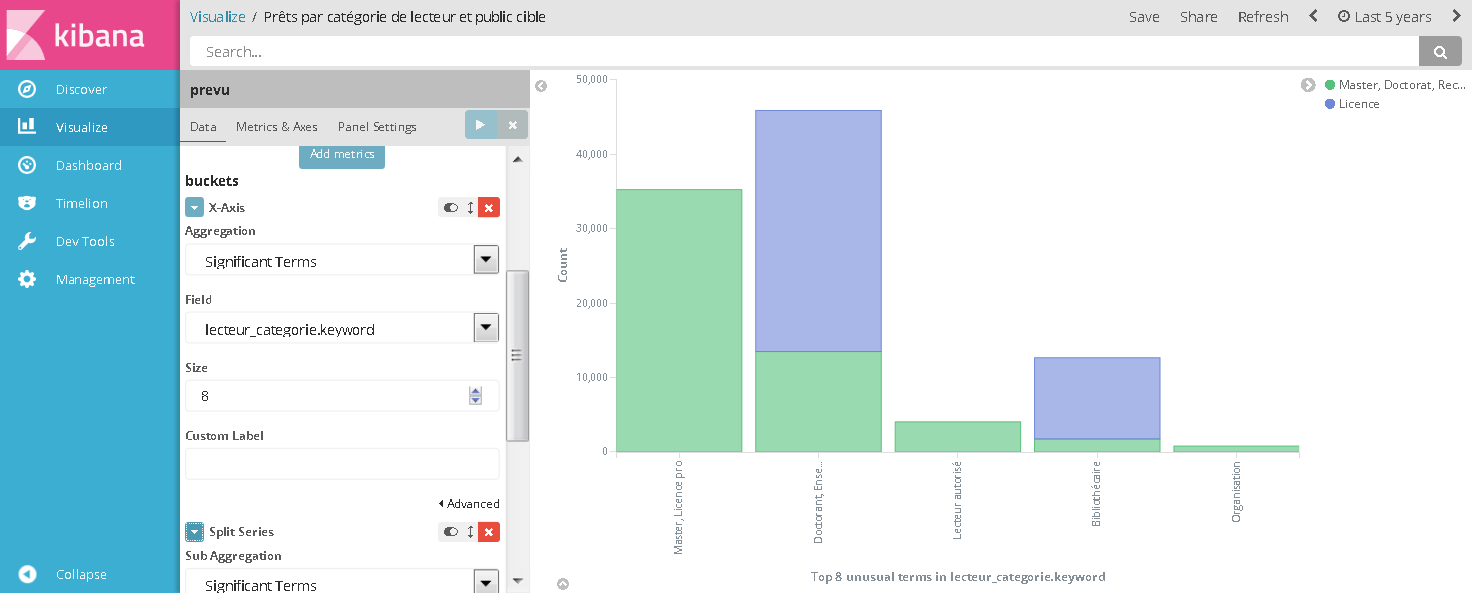 kibana
Discover
Visualize
Dashboard
Timelion
Dev Tools
Management
Collapse
Visualize / Prêts par catégorie de lecteur et public cible
Save Share Refresh Last 5 years
Search...
prevu
Data Metrics & Axes Panel Settings
Add metrics
buckets
X-Axis
Aggregation
Significant Terms
Field
lecteur_categorie.keyword
Size
8
Custom Label
Advanced
Split Series
Sub Aggregation
Significant Terms
50,000
40,000
30,000
20,000
10,000
0
Count
Master, Licence pro
Doctorant, Ense...
Lecteur autorisé
Bibliothécaire
Organisation
Top 8 unusual terms in lecteur_categorie.keyword
Master, Doctorat, Rec...
Licence